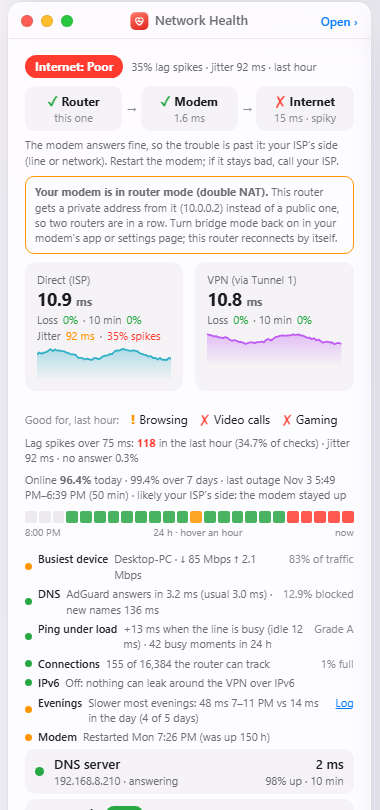 Network Health
Open ›
Internet: Poor 35% lag spikes · jitter 92 ms · last hour
✓ Router → ✓ Modem → ✗ Internet
this one 1.6 ms 15 ms · spiky
The modem answers fine, so the trouble is past it: your ISP's side
(line or network). Restart the modem; if it stays bad, call your ISP.
Your modem is in router mode (double NAT). This router
gets a private address from it (10.0.0.2) instead of a public one,
so two routers are in a row. Turn bridge mode back on in your
modem's app or settings page; this router reconnects by itself.
Direct (ISP)
10.9 ms
Loss 0% · 10 min 0%
Jitter 92 ms · 35% spikes
VPN (via Tunnel 1)
10.8 ms
Loss 0% · 10 min 0%
Good for, last hour: ! Browsing ✗ Video calls ✗ Gaming
Lag spikes over 75 ms: 118 in the last hour (34.7% of checks) · jitter
92 ms · no answer 0.3%
Online 96.4% today · 99.4% over 7 days · last outage Nov 3 5:49
PM–6:39 PM (50 min) · likely your ISP's side: the modem stayed up
8:00 PM 24 h · hover an hour now
Busiest device Desktop-PC · ↓ 85 Mbps ↑ 2.1 83% of traffic
Mbps
DNS AdGuard answers in 3.2 ms (usual 3.0 ms) · 12.9% blocked
new names 136 ms
Ping under load +13 ms when the line is busy (idle 12 Grade A
ms) · 42 busy moments in 24 h
Connections 155 of 16,384 the router can track 1% full
IPv6 Off: nothing can leak around the VPN over IPv6
Evenings Slower most evenings: 48 ms 7–11 PM vs 14 ms Log
in the day (4 of 5 days)
Modem Restarted Mon 7:26 PM (was up 150 h)
DNS server 2 ms
192.168.8.210 · answering 98% up · 10 min